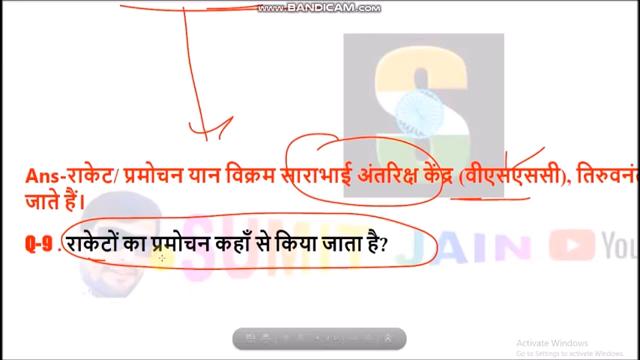 WWW.BANDICAM.COM
Ans-राकेट/ प्रमोचन यान विक्रम साराभाई अंतरिक्ष केंद्र (वीएसएससी), तिरुवनं
जाते हैं।
Q-9 . राकेटों का प्रमोचन कहाँ से किया जाता है?
SUMIT JAIN YOU
Activate Windows
Go to Settings to activate Windows.